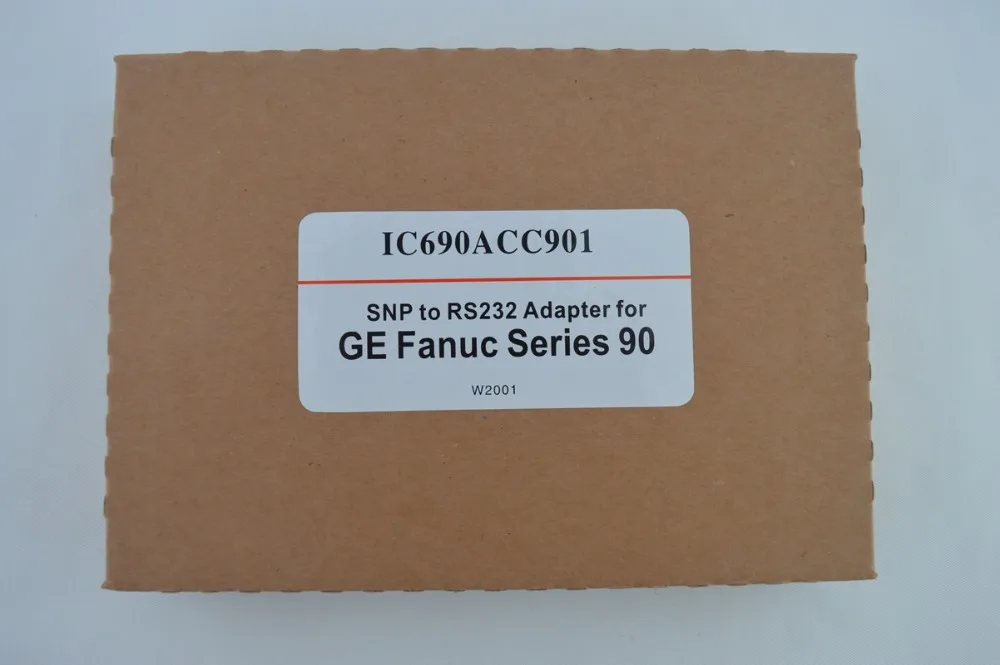 IC690ACC901
SNP to RS232 Adapter for
GE Fanuc Series 90
W2001